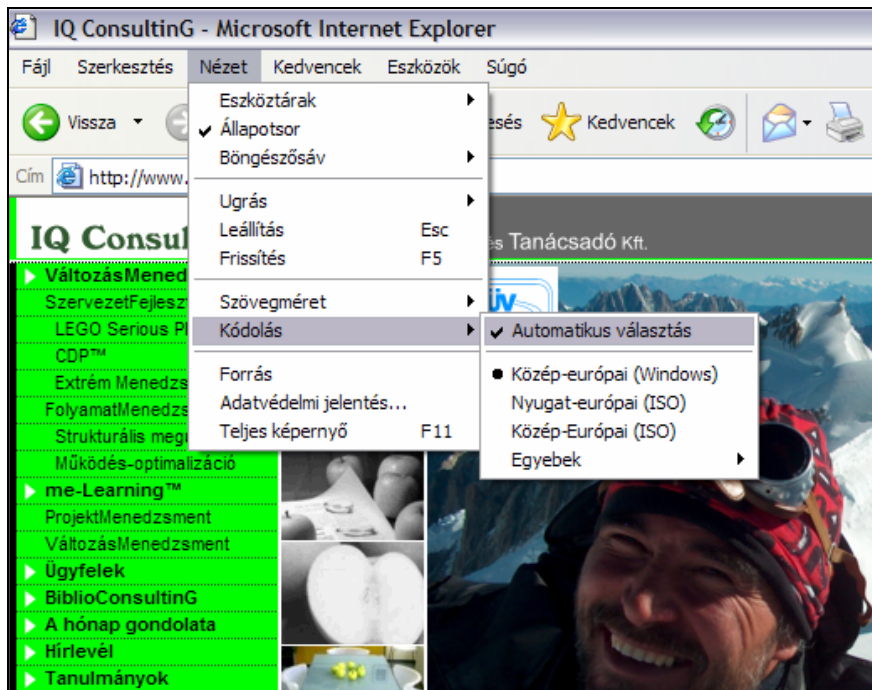 IQ ConsultinG - Microsoft Internet Explorer
Fájl Szerkesztés Nézet Kedvencek Eszközök Súgó
Vissza Kedvencek
Cím http://www.
Eszköztárak
Állapotsor
Böngészősáv
Ugrás
Leállítás Esc
Frissítés F5
Szövegméret
Kódolás
Forrás
Adatvédelmi jelentés...
Teljes képernyő F11
Automatikus választás
Közép-európai (Windows)
Nyugat-európai (ISO)
Közép-Európai (ISO)
Egyebek
IQ Consul
Tanácsadó Kft.
VáltozásMened
SzervezetFejlesz
LEGO Serious Pl
CDP™
Extrém Menedzs
FolyamatMenedzs
Strukturális meg
Működés-optimalizáció
me-Learning™
ProjektMenedzsment
VáltozásMenedzsment
Ügyfelek
BiblioConsultinG
A hónap gondolata
Hírlevél
Tanulmányok